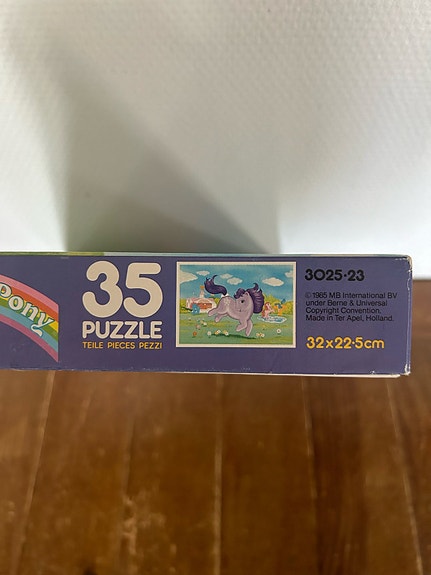 Pony
35
PUZZLE
TEILE PIECES PEZZI
3025·23
© 1985 MB International BV
under Berne & Universal
Copyright Convention.
Made in Ter Apel, Holland.
32x22·5cm